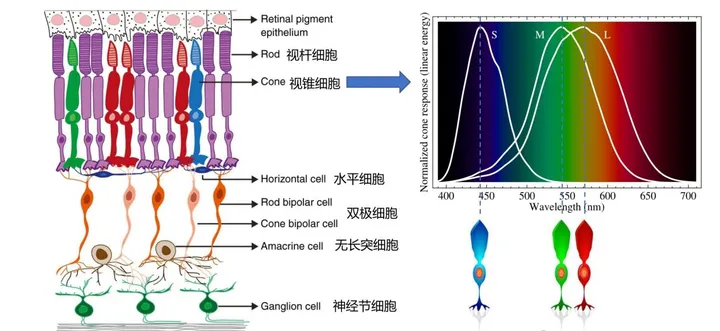 Retinal pigment
epithelium
Rod 视杆细胞
Cone 视锥细胞
Horizontal cell 水平细胞
Rod bipolar cell
双极细胞
Cone bipolar cell
Amacrine cell 无长突细胞
Ganglion cell 神经节细胞
Normalized cone response (linear energy)
S M L
400 450 500 550 600 650 700
Wavelength (nm)